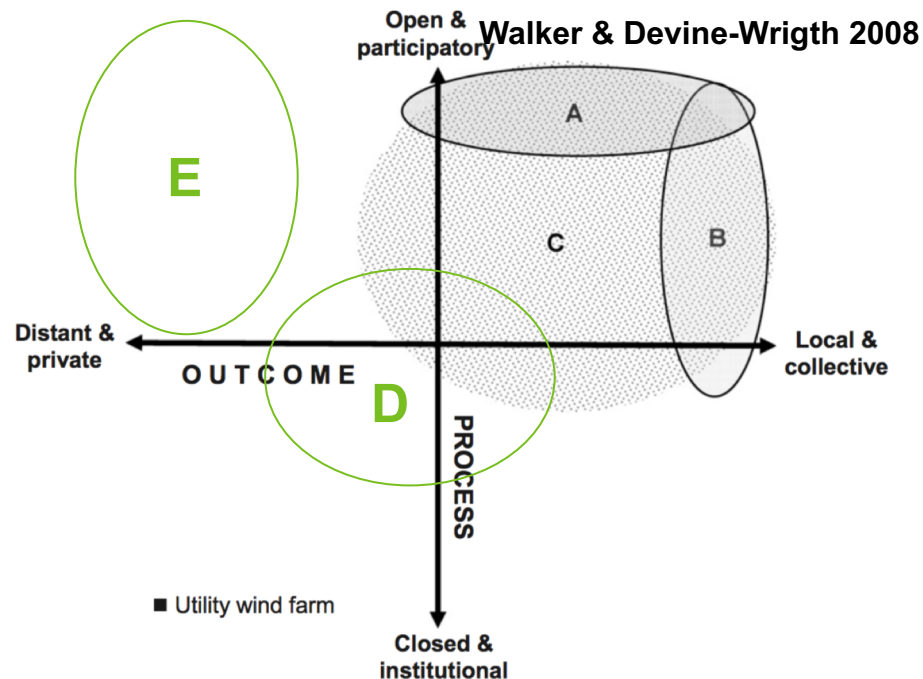 Open &
participatory
Walker & Devine-Wrigth 2008
A
E
B
C
Distant &
private
Local &
collective
OUTCOME
D
PROCESS
■ Utility wind farm
Closed &
institutional